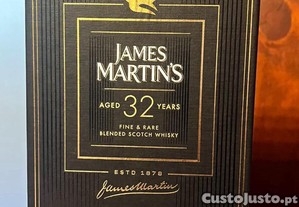 JAMES
MARTIN'S
AGED 32 YEARS
FINE & RARE
BLENDED SCOTCH WHISKY
ESTD 1878
James Martin
CustoJusto.pt